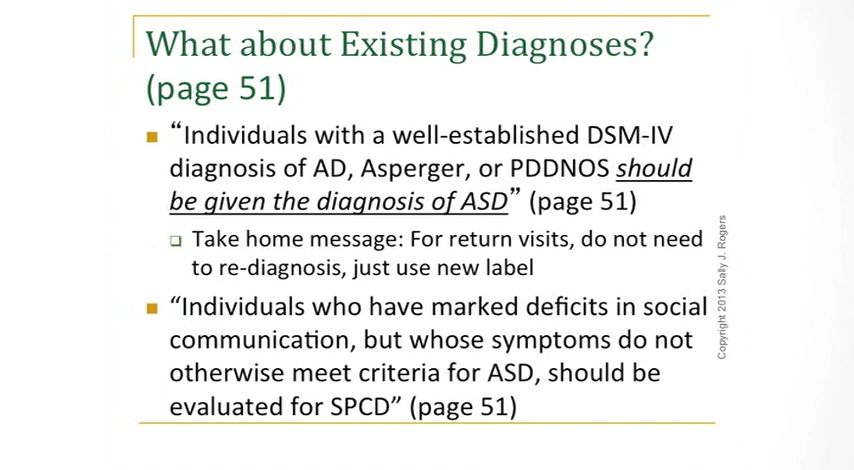 What about Existing Diagnoses?
(page 51)
“Individuals with a well-established DSM-IV
diagnosis of AD, Asperger, or PDDNOS should
be given the diagnosis of ASD” (page 51)
Take home message: For return visits, do not need
to re-diagnosis, just use new label
“Individuals who have marked deficits in social
communication, but whose symptoms do not
otherwise meet criteria for ASD, should be
evaluated for SPCD” (page 51)
Copyright 2013 Sally J. Rogers